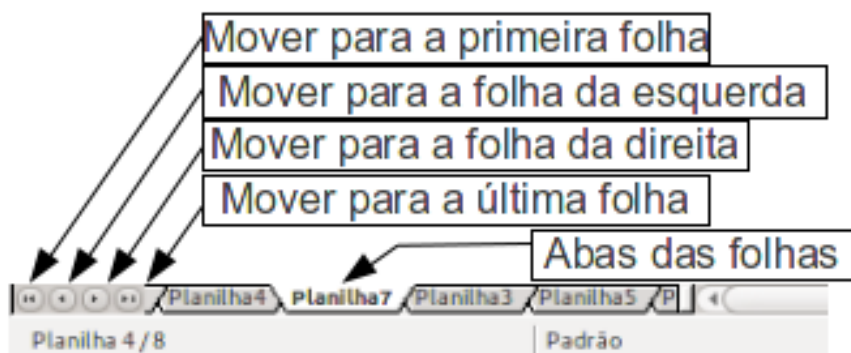 Mover para a primeira folha
Mover para a folha da esquerda
Mover para a folha da direita
Mover para a última folha
Abas das folhas
Planilha4 Planilha7 Planilha3 Planilha5 P
Planilha 4 / 8 Padrão